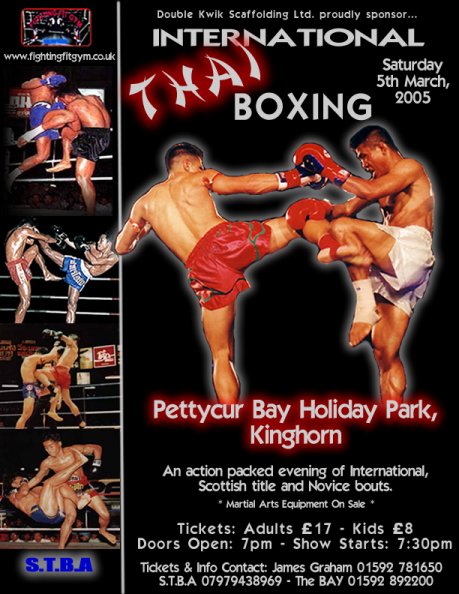 Double Kwik Scaffolding Ltd. proudly sponsor...
INTERNATIONAL
THAI
BOXING
Saturday
5th March,
2005
www.fightingfitgym.co.uk
Pettycur Bay Holiday Park,
Kinghorn
An action packed evening of International,
Scottish title and Novice bouts.
* Martial Arts Equipment On Sale *
Tickets: Adults £17 - Kids £8
Doors Open: 7pm - Show Starts: 7:30pm
Tickets & Info Contact: James Graham 01592 781650
S.T.B.A 07979438969 - The BAY 01592 892200
S.T.B.A